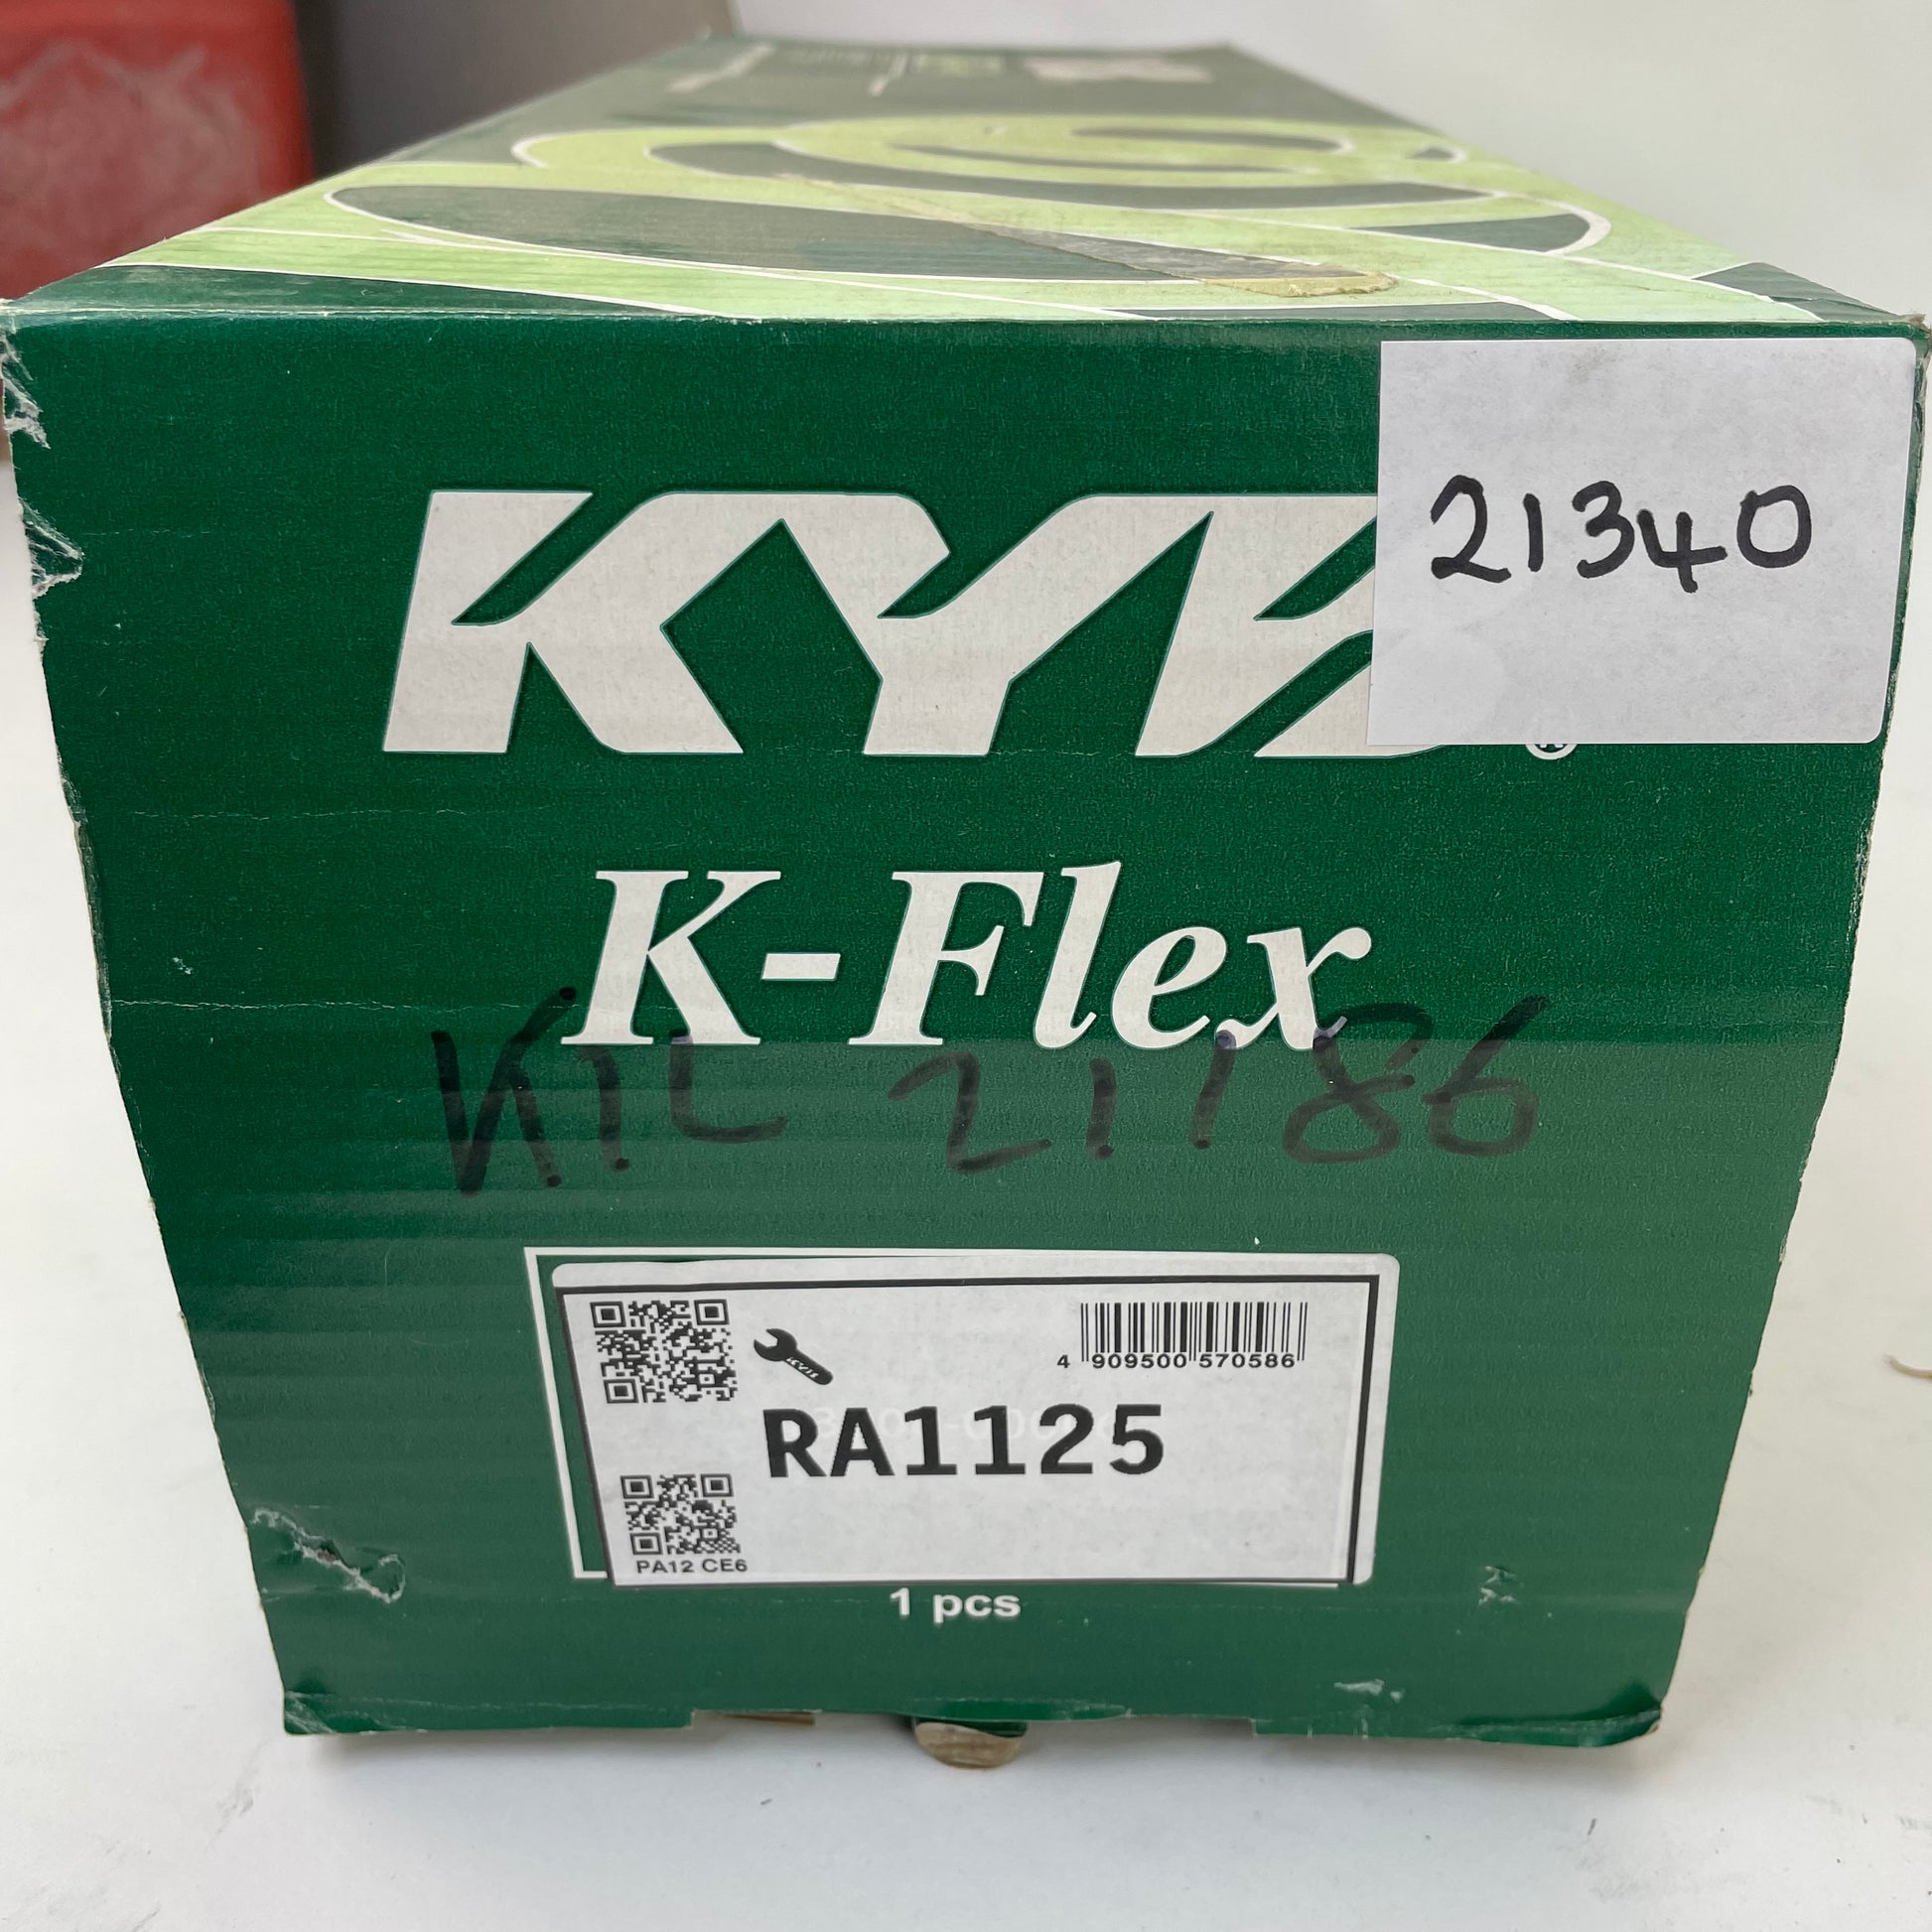 21340
KYB
K-Flex
KIL 21186
4 909500 570586
RA1125
PA12 CE6
1 pcs